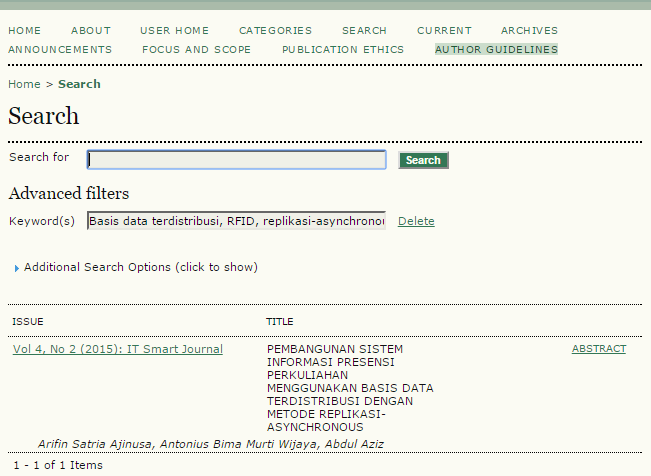 HOME ABOUT USER HOME CATEGORIES SEARCH CURRENT ARCHIVES
ANNOUNCEMENTS FOCUS AND SCOPE PUBLICATION ETHICS AUTHOR GUIDELINES
Home > Search
Search
Search for Search
Advanced filters
Keyword(s) Basis data terdistribusi, RFID, replikasi-asynchronou Delete
Additional Search Options (click to show)
ISSUE TITLE
Vol 4, No 2 (2015): IT Smart Journal PEMBANGUNAN SISTEM ABSTRACT
INFORMASI PRESENSI
PERKULIAHAN
MENGGUNAKAN BASIS DATA
TERDISTRIBUSI DENGAN
METODE REPLIKASI-
ASYNCHRONOUS
Arifin Satria Ajinusa, Antonius Bima Murti Wijaya, Abdul Aziz
1 - 1 of 1 Items